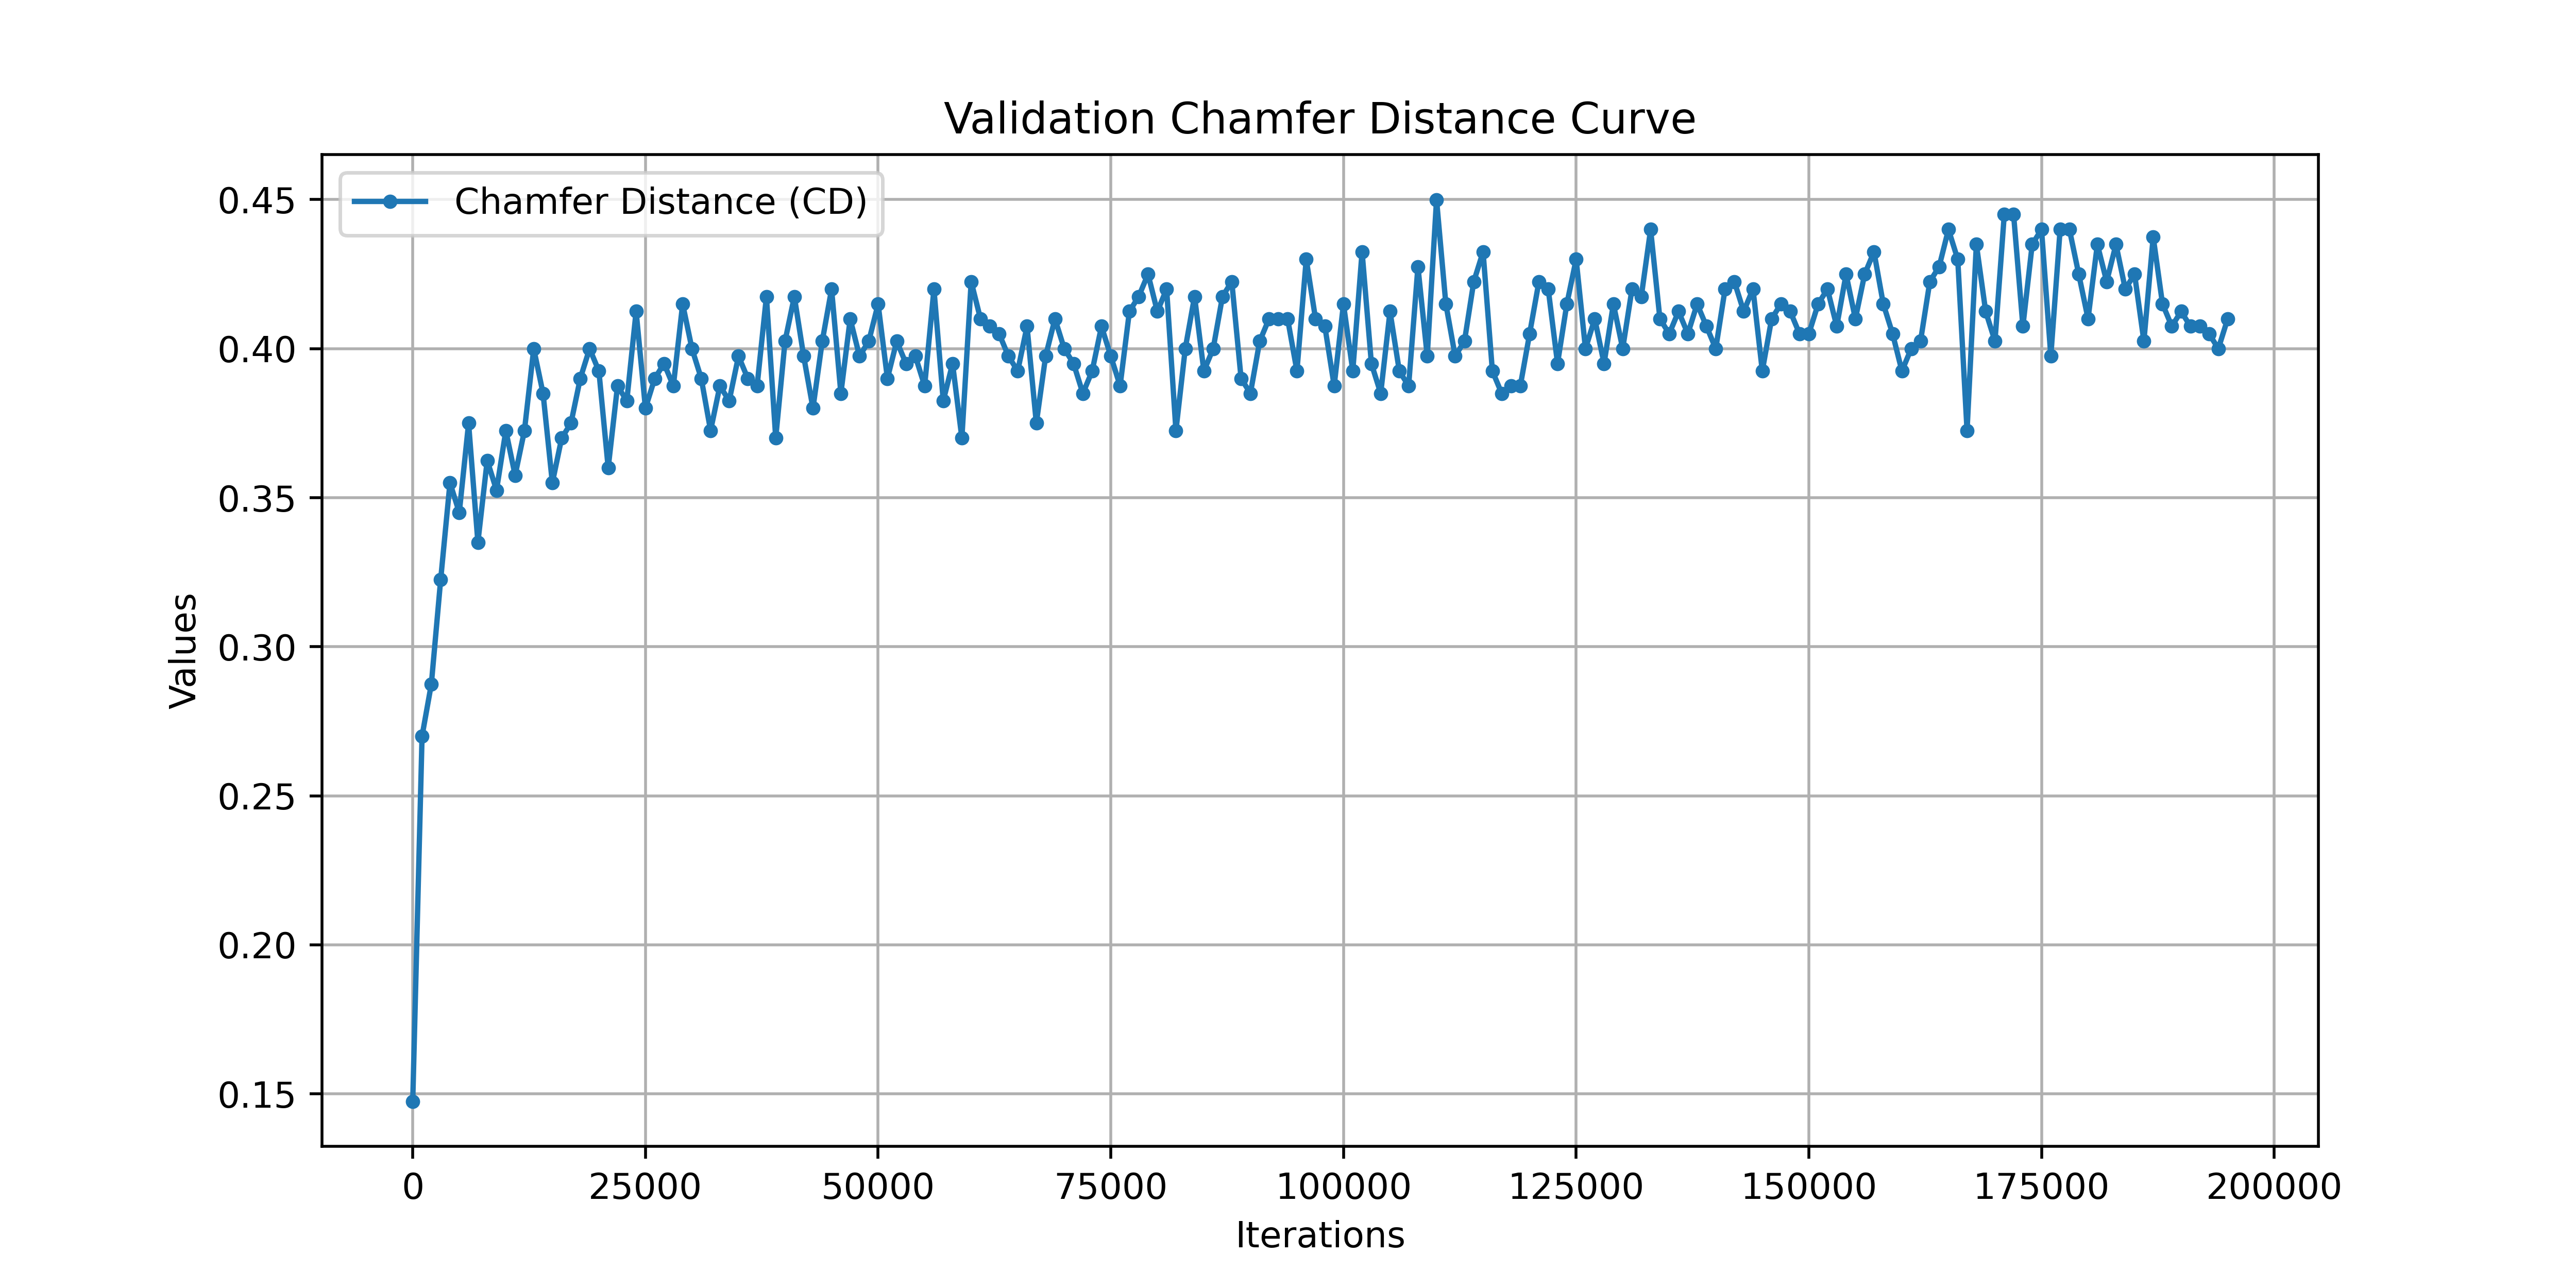 Validation Chamfer Distance Curve
Chamfer Distance (CD)
0.45
0.40
0.35
0.30
0.25
0.20
0.15
Values
0 25000 50000 75000 100000 125000 150000 175000 200000
Iterations